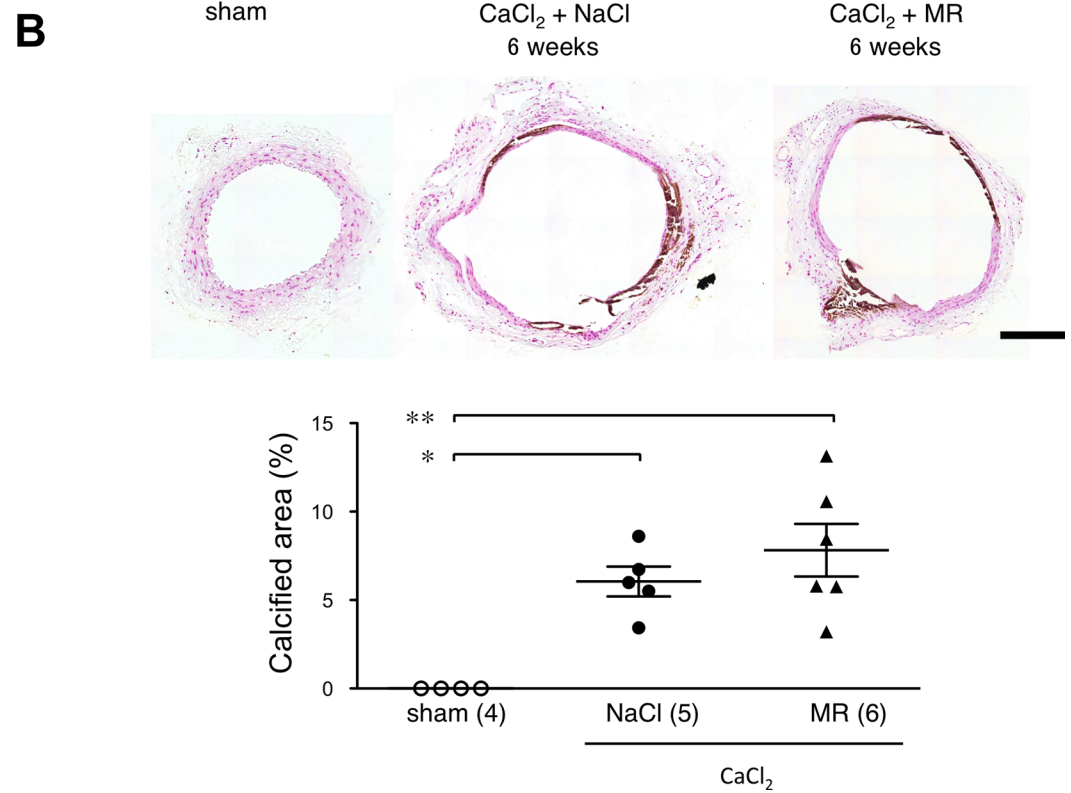 B
sham
CaCl₂ + NaCl
6 weeks
CaCl₂ + MR
6 weeks
Calcified area (%)
15
10
5
0
**
*
sham (4)
NaCl (5)
MR (6)
CaCl₂